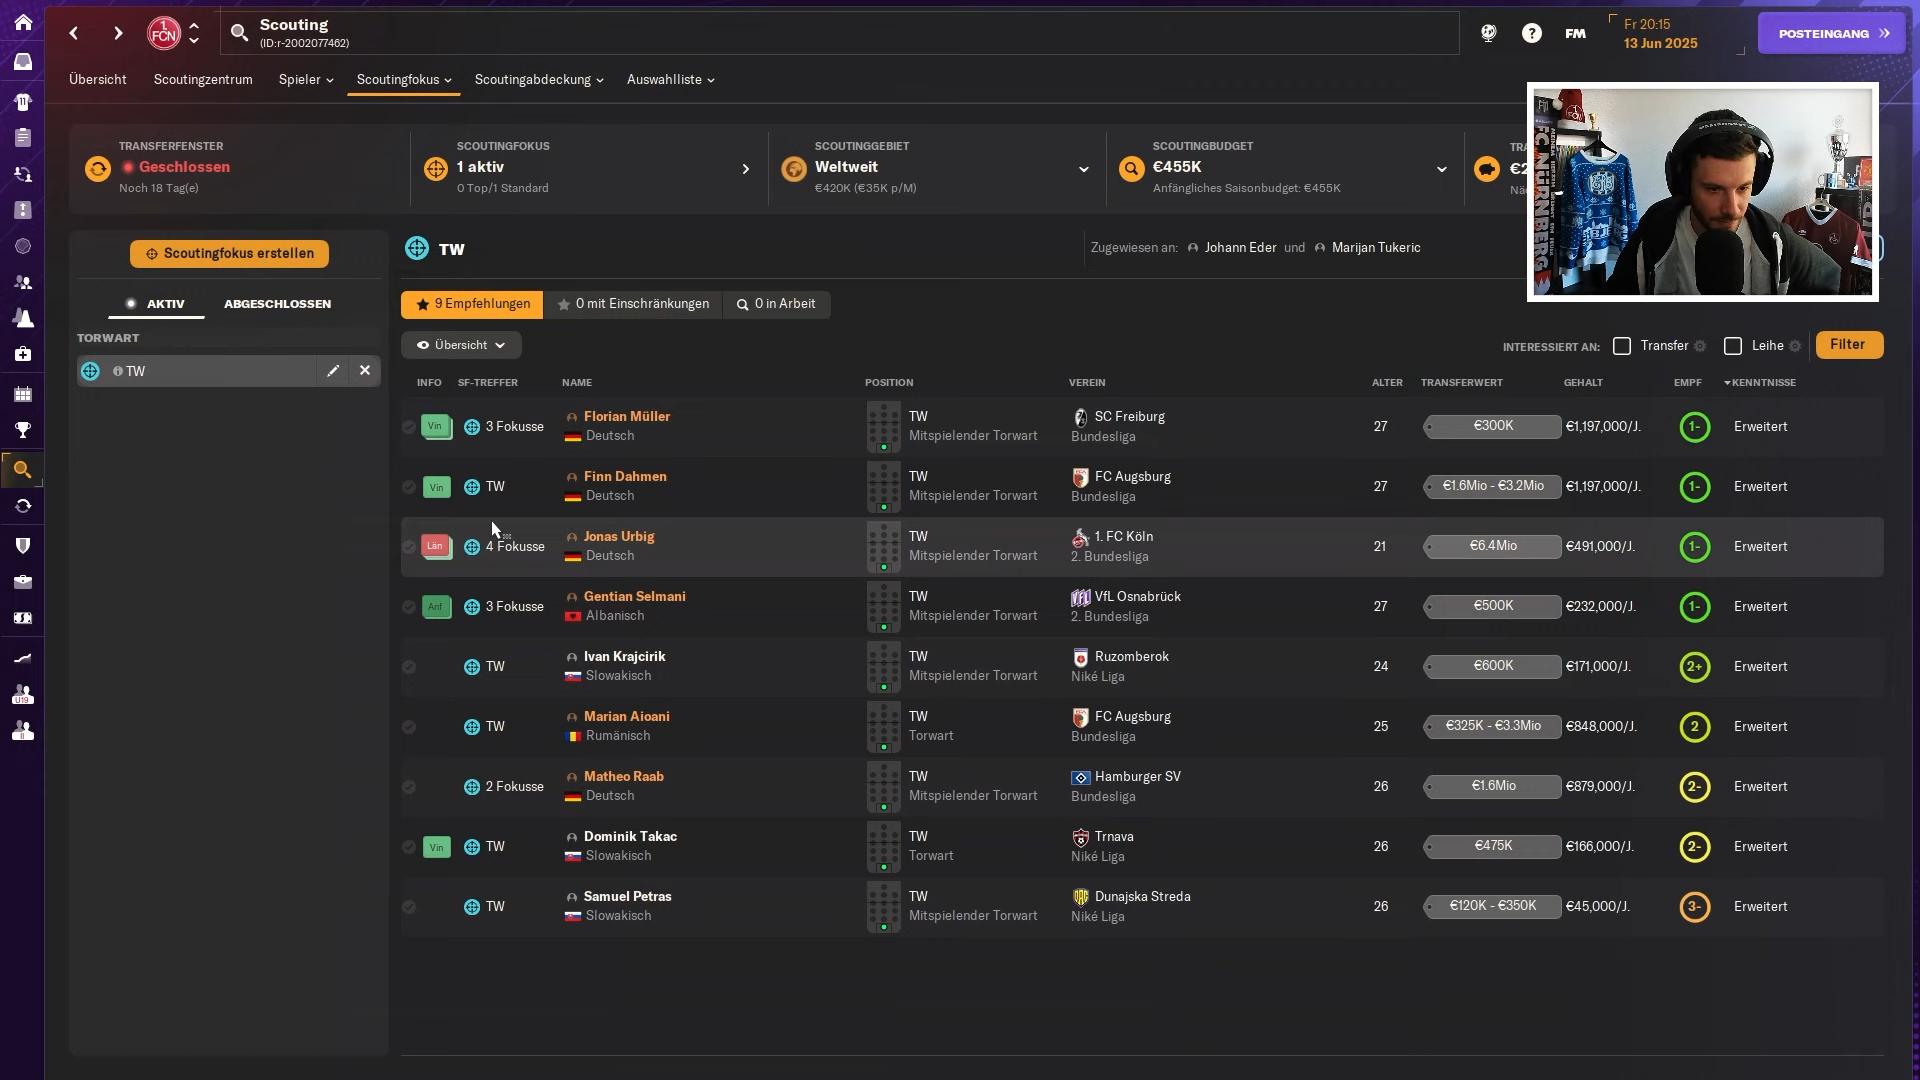 Scouting
(ID:r-2002077462)
FM
Fr 20:15
13 Jun 2025
POSTEINGANG
Übersicht
Scoutingzentrum
Spieler
Scoutingfokus
Scoutingabdeckung
Auswahlliste
TRANSFERFENSTER
Geschlossen
Noch 18 Tag(e)
SCOUTINGFOKUS
1 aktiv
0 Top/1 Standard
SCOUTINGGEBIET
Weltweit
€420K (€35K p/M)
SCOUTINGBUDGET
€455K
Anfängliches Saisonbudget: €455K
Scoutingfokus erstellen
AKTIV
ABGESCHLOSSEN
TORWART
TW
TW
Zugewiesen an: Johann Eder und Marijan Tukeric
9 Empfehlungen
0 mit Einschränkungen
0 in Arbeit
Übersicht
INTERESSIERT AN: Transfer Leihe
Filter
INFO SF-TREFFER NAME POSITION VEREIN ALTER TRANSFERWERT GEHALT EMPF KENNTNISSE
Vin 3 Fokusse Florian Müller TW SC Freiburg 27 €300K €1,197,000/J. 1- Erweitert
Deutsch Mitspielender Torwart Bundesliga
Vin TW Finn Dahmen TW FC Augsburg 27 €1.6Mio - €3.2Mio €1,197,000/J. 1- Erweitert
Deutsch Mitspielender Torwart Bundesliga
Län 4 Fokusse Jonas Urbig TW 1. FC Köln 21 €6.4Mio €491,000/J. 1- Erweitert
Deutsch Mitspielender Torwart 2. Bundesliga
Anf 3 Fokusse Gentian Selmani TW VfL Osnabrück 27 €500K €232,000/J. 1- Erweitert
Albanisch Mitspielender Torwart 2. Bundesliga
TW Ivan Krajcirik TW Ruzomberok 24 €600K €171,000/J. 2+ Erweitert
Slowakisch Mitspielender Torwart Niké Liga
TW Marian Aioani TW FC Augsburg 25 €325K - €3.3Mio €848,000/J. 2 Erweitert
Rumänisch Torwart Bundesliga
2 Fokusse Matheo Raab TW Hamburger SV 26 €1.6Mio €879,000/J. 2- Erweitert
Deutsch Mitspielender Torwart Bundesliga
Vin TW Dominik Takac TW Trnava 26 €475K €166,000/J. 2- Erweitert
Slowakisch Torwart Niké Liga
TW Samuel Petras TW Dunajska Streda 26 €120K - €350K €45,000/J. 3- Erweitert
Slowakisch Mitspielender Torwart Niké Liga